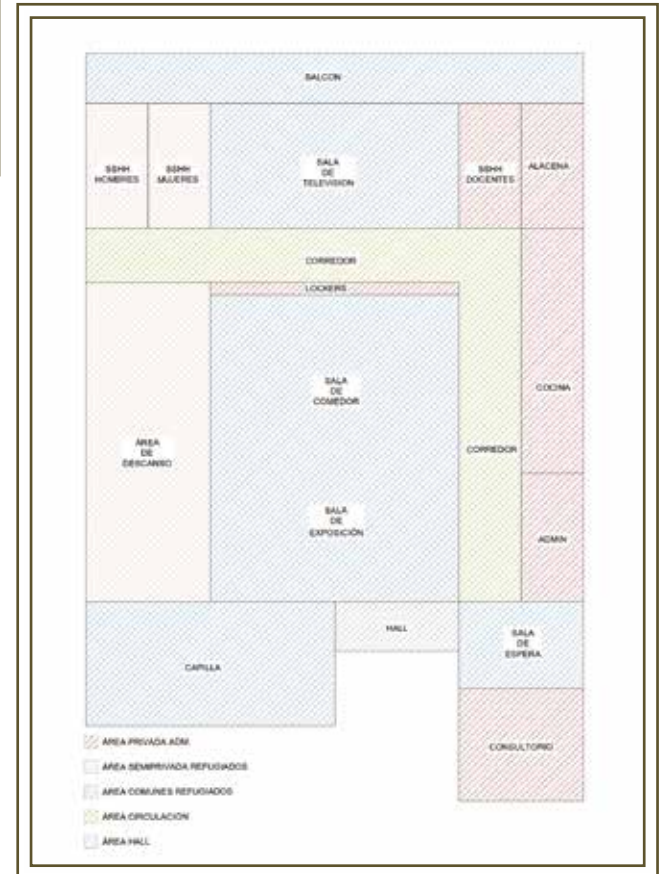 BALCON
SSHH
HOMBRES
SSHH
MUJERES
SALA
DE
TELEVISION
SSHH
DOCENTES
ALACENA
CORREDOR
LOCKERS
SALA
DE
COMEDOR
COCINA
ÁREA
DE
DESCANSO
CORREDOR
SALA
DE
EXPOSICIÓN
ADMIN
HALL
SALA
DE
ESPERA
CAPILLA
CONSULTORIO
ÁREA PRIVADA ADM.
ÁREA SEMIPRIVADA REFUGIADOS
ÁREA COMUNES REFUGIADOS
ÁREA CIRCULACIÓN
ÁREA HALL